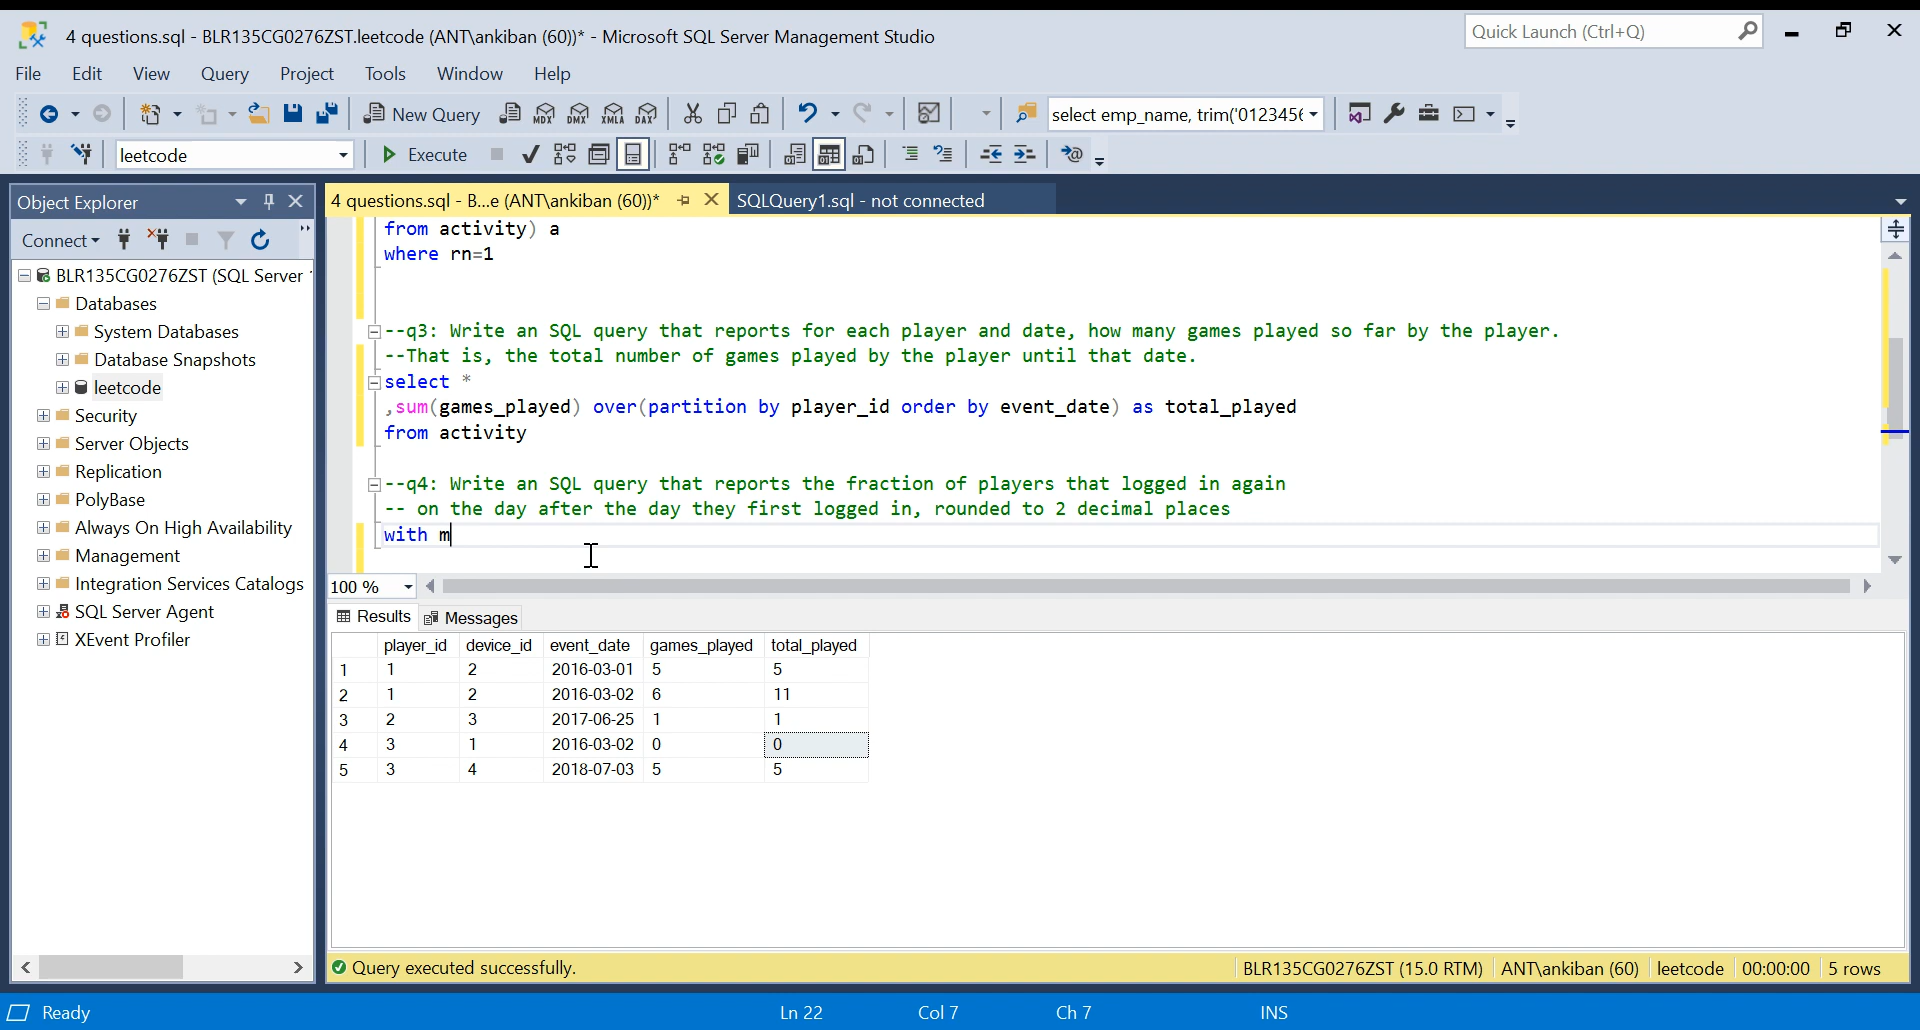 4 questions.sql - BLR135CG0276ZST.leetcode (ANT\ankiban (60))* - Microsoft SQL Server Management Studio
Quick Launch (Ctrl+Q)
File Edit View Query Project Tools Window Help
New Query MDX DMX XMLA DAX select emp_name, trim('0123456
leetcode Execute
Object Explorer
4 questions.sql - B...e (ANT\ankiban (60))* SQLQuery1.sql - not connected
Connect
BLR135CG0276ZST (SQL Server
Databases
System Databases
Database Snapshots
leetcode
Security
Server Objects
Replication
PolyBase
Always On High Availability
Management
Integration Services Catalogs
SQL Server Agent
XEvent Profiler
from activity) a
where rn=1
--q3: Write an SQL query that reports for each player and date, how many games played so far by the player.
--That is, the total number of games played by the player until that date.
select *
,sum(games_played) over(partition by player_id order by event_date) as total_played
from activity
--q4: Write an SQL query that reports the fraction of players that logged in again
-- on the day after the day they first logged in, rounded to 2 decimal places
with m
100 %
Results Messages
player_id device_id event_date games_played total_played
1 1 2 2016-03-01 5 5
2 1 2 2016-03-02 6 11
3 2 3 2017-06-25 1 1
4 3 1 2016-03-02 0 0
5 3 4 2018-07-03 5 5
Query executed successfully. BLR135CG0276ZST (15.0 RTM) ANT\ankiban (60) leetcode 00:00:00 5 rows
Ready Ln 22 Col 7 Ch 7 INS